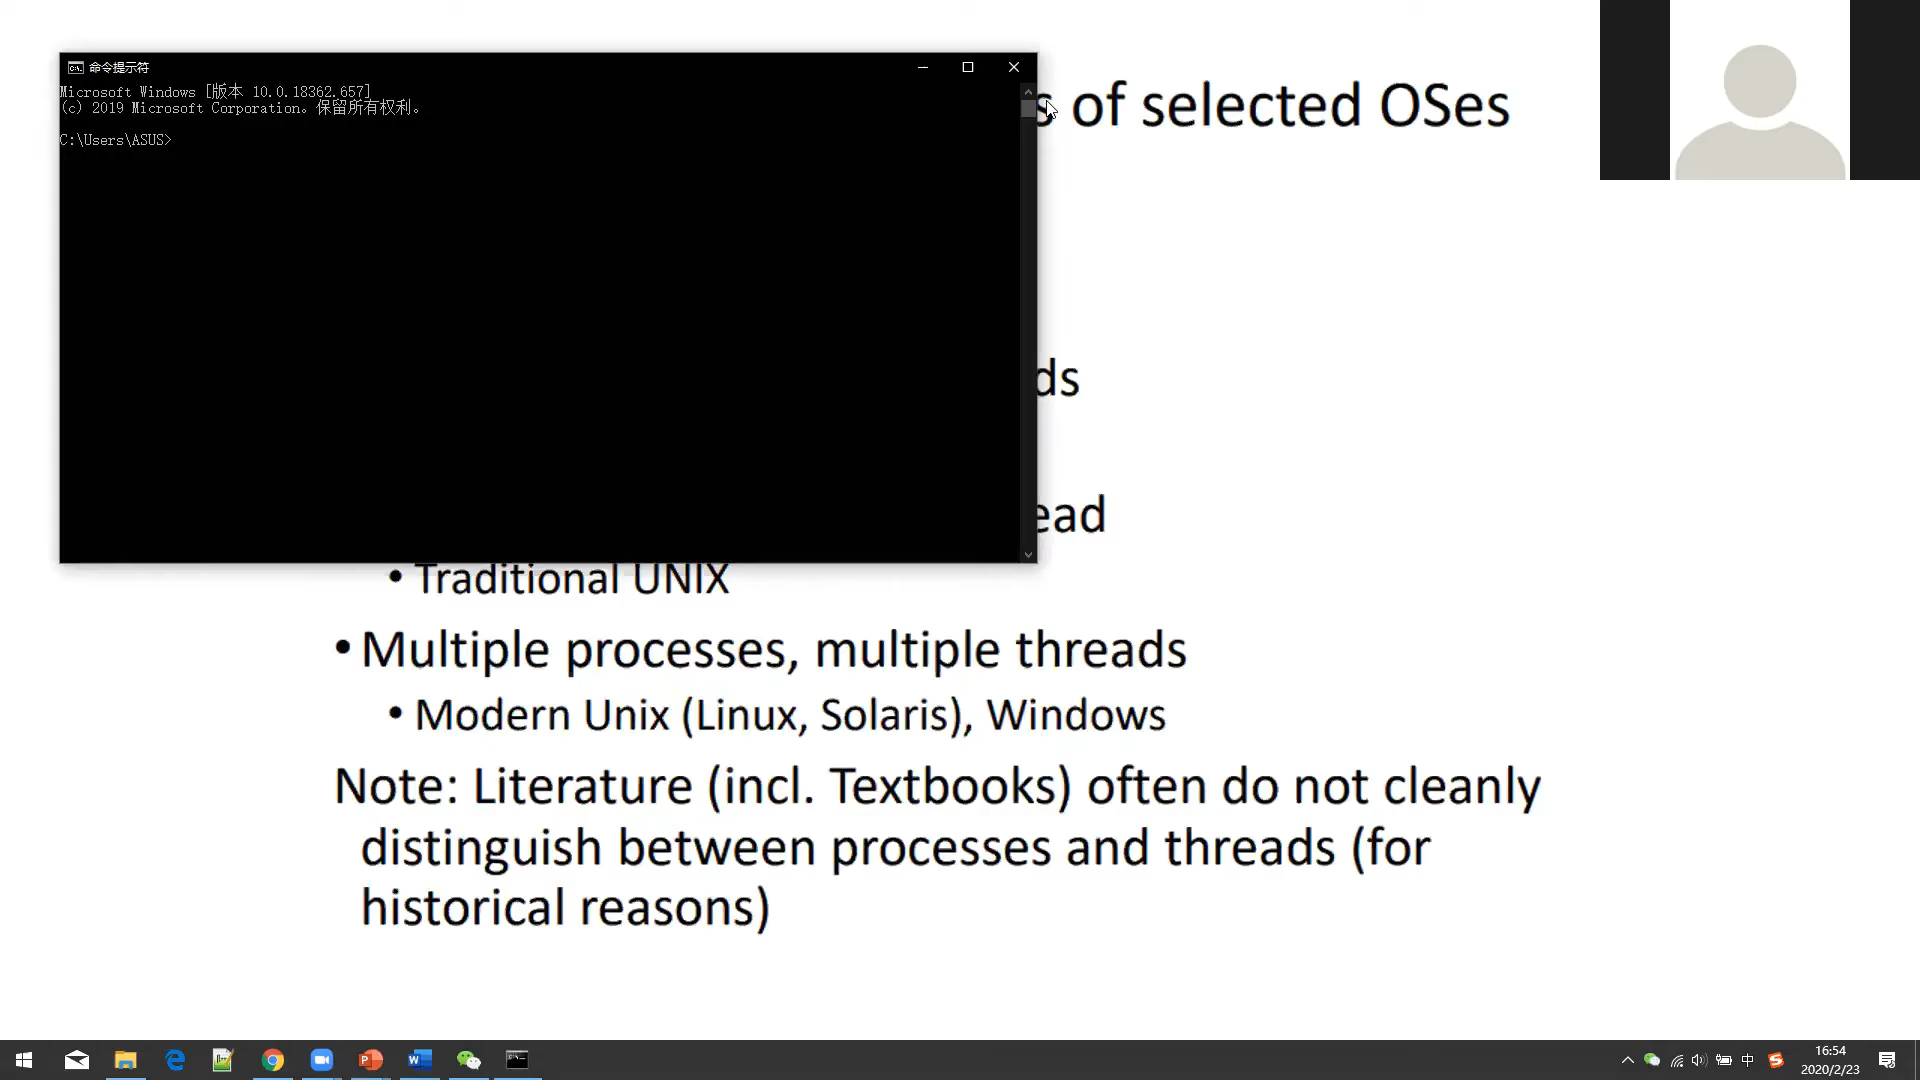 命令提示符
Microsoft Windows [版本 10.0.18362.657]
(c) 2019 Microsoft Corporation。保留所有权利。
C:\Users\ASUS>
s of selected OSes
ds
ead
• Traditional UNIX
• Multiple processes, multiple threads
• Modern Unix (Linux, Solaris), Windows
Note: Literature (incl. Textbooks) often do not cleanly
distinguish between processes and threads (for
historical reasons)
中
16:54
2020/2/23